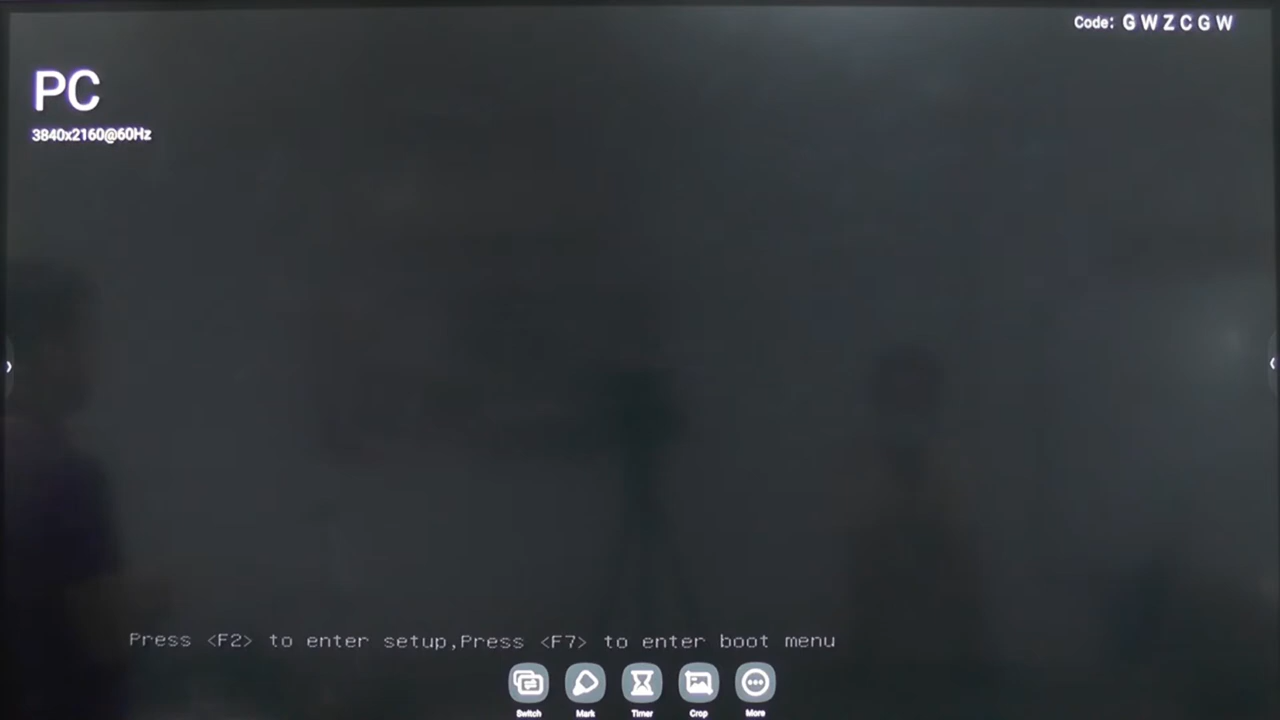 Code: GWZCGW
PC
3840x2160@60Hz
Press <F2> to enter setup,Press <F7> to enter boot menu
Switch
Mark
Timer
Crop
More